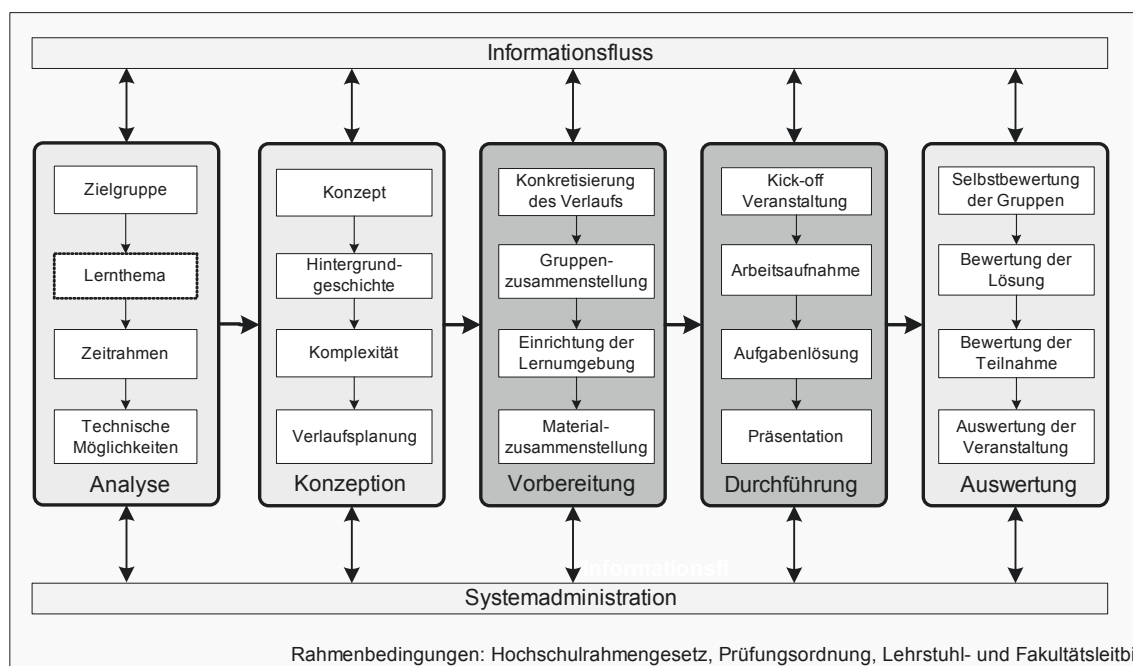 Informationsfluss
Zielgruppe
Lernthema
Zeitrahmen
Technische
Möglichkeiten
Analyse
Konzept
Hintergrund-
geschichte
Komplexität
Verlaufsplanung
Konzeption
Konkretisierung
des Verlaufs
Gruppen-
zusammenstellung
Einrichtung der
Lernumgebung
Material-
zusammenstellung
Vorbereitung
Kick-off
Veranstaltung
Arbeitsaufnahme
Aufgabenlösung
Präsentation
Durchführung
Selbstbewertung
der Gruppen
Bewertung der
Lösung
Bewertung der
Teilnahme
Auswertung der
Veranstaltung
Auswertung
Informationsfl
Systemadministration
Rahmenbedingungen: Hochschulrahmengesetz, Prüfungsordnung, Lehrstuhl- und Fakultätsleitbi